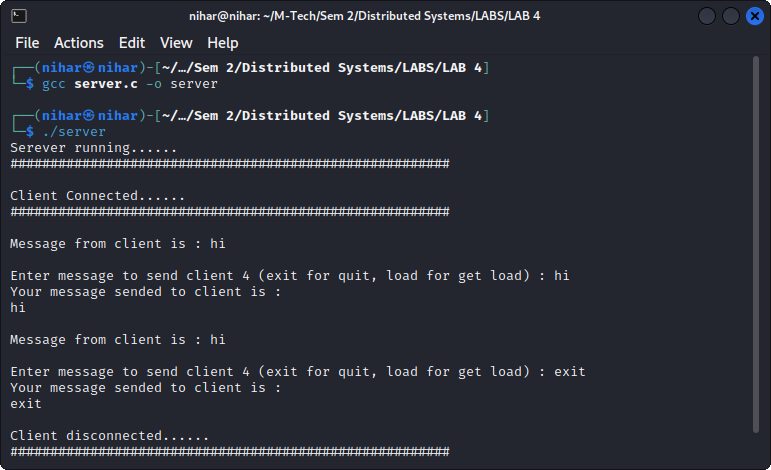 nihar@nihar: ~/M-Tech/Sem 2/Distributed Systems/LABS/LAB 4
File Actions Edit View Help
┌──(nihar㉿nihar)-[~/…/Sem 2/Distributed Systems/LABS/LAB 4]
└─$ gcc server.c -o server
┌──(nihar㉿nihar)-[~/…/Sem 2/Distributed Systems/LABS/LAB 4]
└─$ ./server
Serever running......
#######################################################
Client Connected......
#######################################################
Message from client is : hi
Enter message to send client 4 (exit for quit, load for get load) : hi
Your message sended to client is :
hi
Message from client is : hi
Enter message to send client 4 (exit for quit, load for get load) : exit
Your message sended to client is :
exit
Client disconnected......
#######################################################